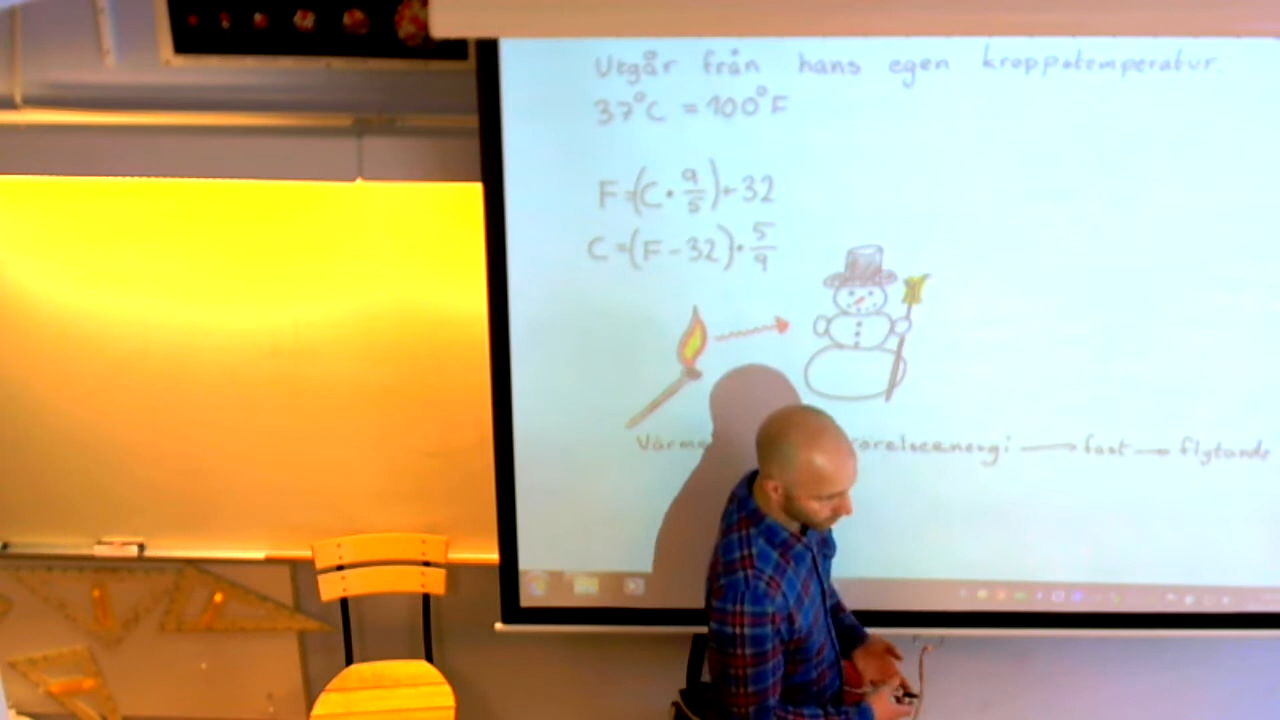 Utgår från hans egen kroppstemperatur.
37°C = 100°F
F=(C·9/5)+32
C=(F-32)·5/9
Värme rörelseenergi → fast → flytande